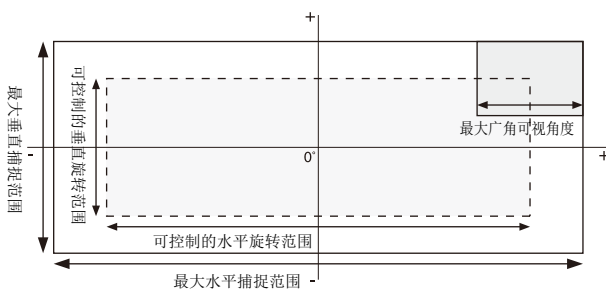 +
最大垂直捕捉范围
可控制的垂直旋转范围
最大广角可视角度
-
0°
+
可控制的水平旋转范围
最大水平捕捉范围
-